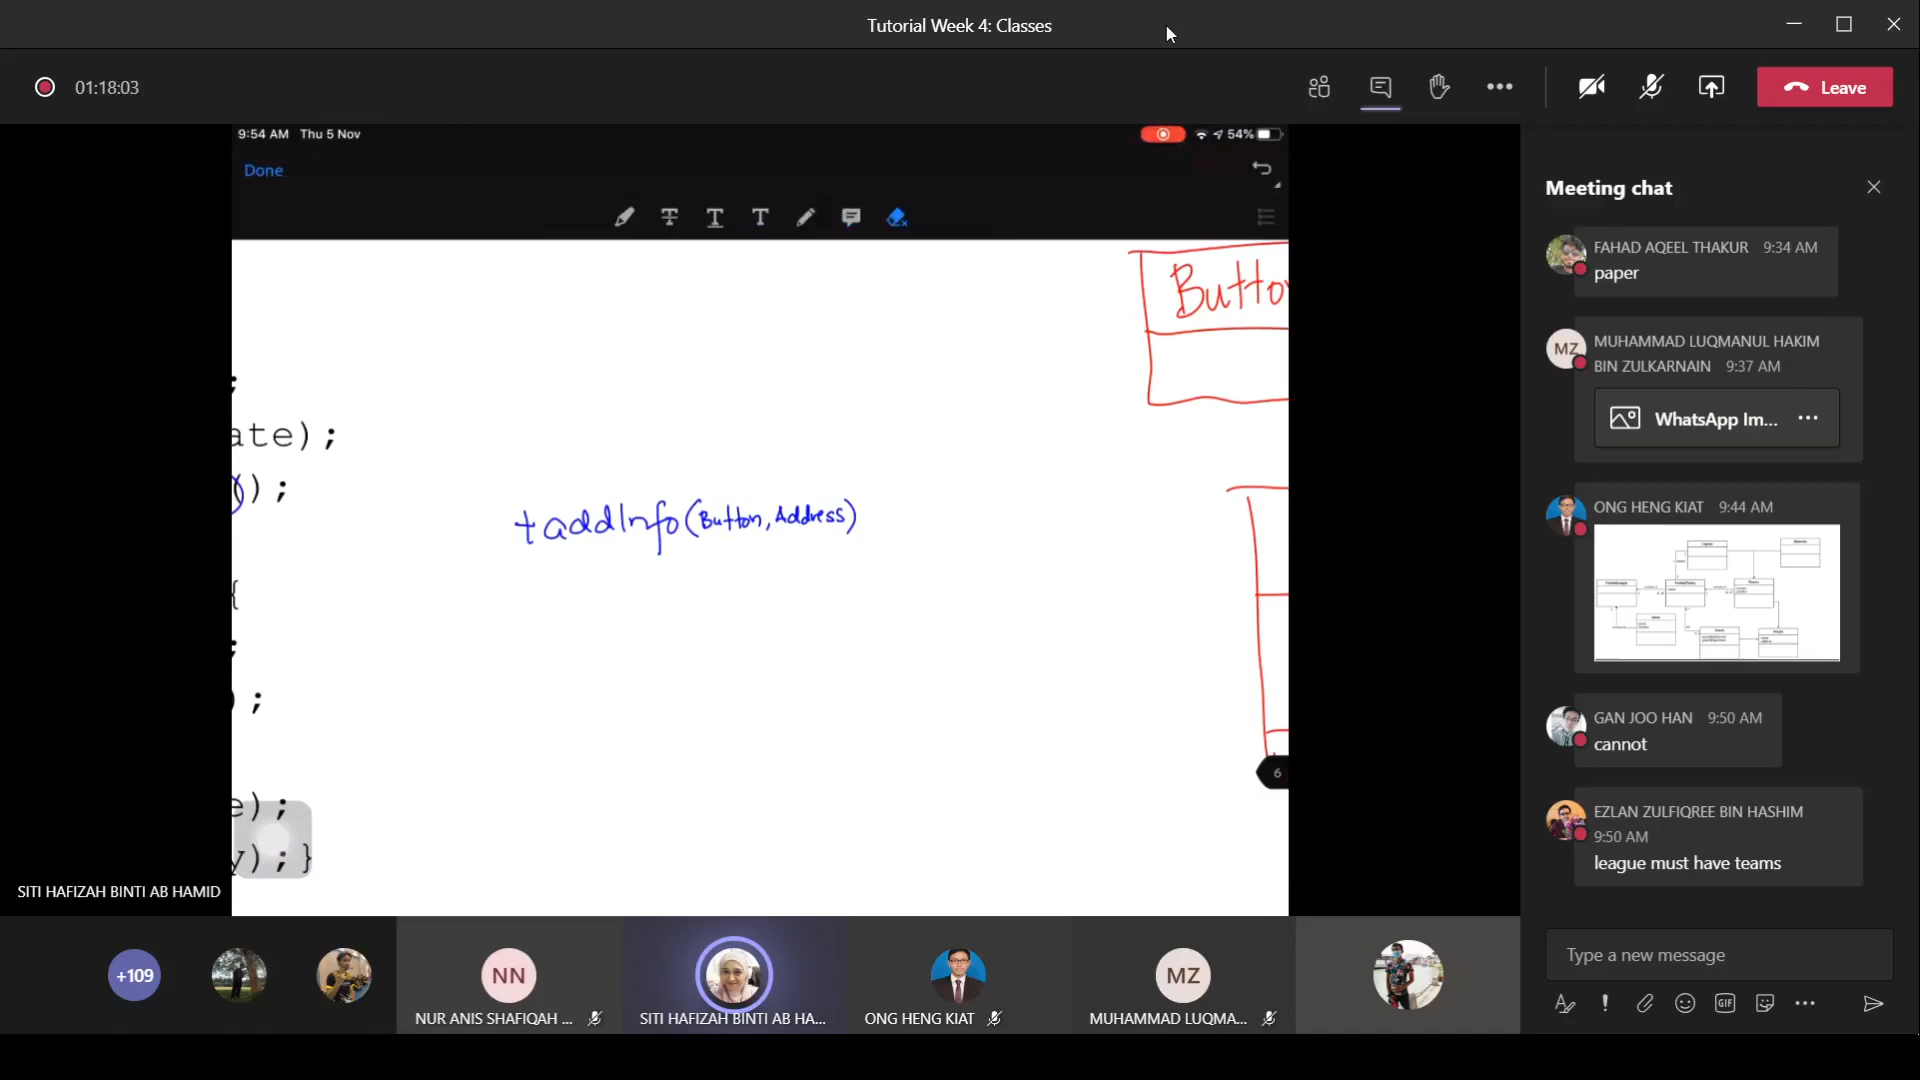 Tutorial Week 4: Classes
01:18:03
Leave
9:54 AM Thu 5 Nov
54%
Done
Button
;
ate);
);
+ addInfo(Button, Address)
{
;
);
e);
y);}
6
SITI HAFIZAH BINTI AB HAMID
+109
NN
NUR ANIS SHAFIQAH ...
SITI HAFIZAH BINTI AB HA...
ONG HENG KIAT
MZ
MUHAMMAD LUQMA...
Meeting chat
FAHAD AQEEL THAKUR 9:34 AM
paper
MZ
MUHAMMAD LUQMANUL HAKIM
BIN ZULKARNAIN 9:37 AM
WhatsApp Im...
ONG HENG KIAT 9:44 AM
GAN JOO HAN 9:50 AM
cannot
EZLAN ZULFIQREE BIN HASHIM
9:50 AM
league must have teams
Type a new message
GIF